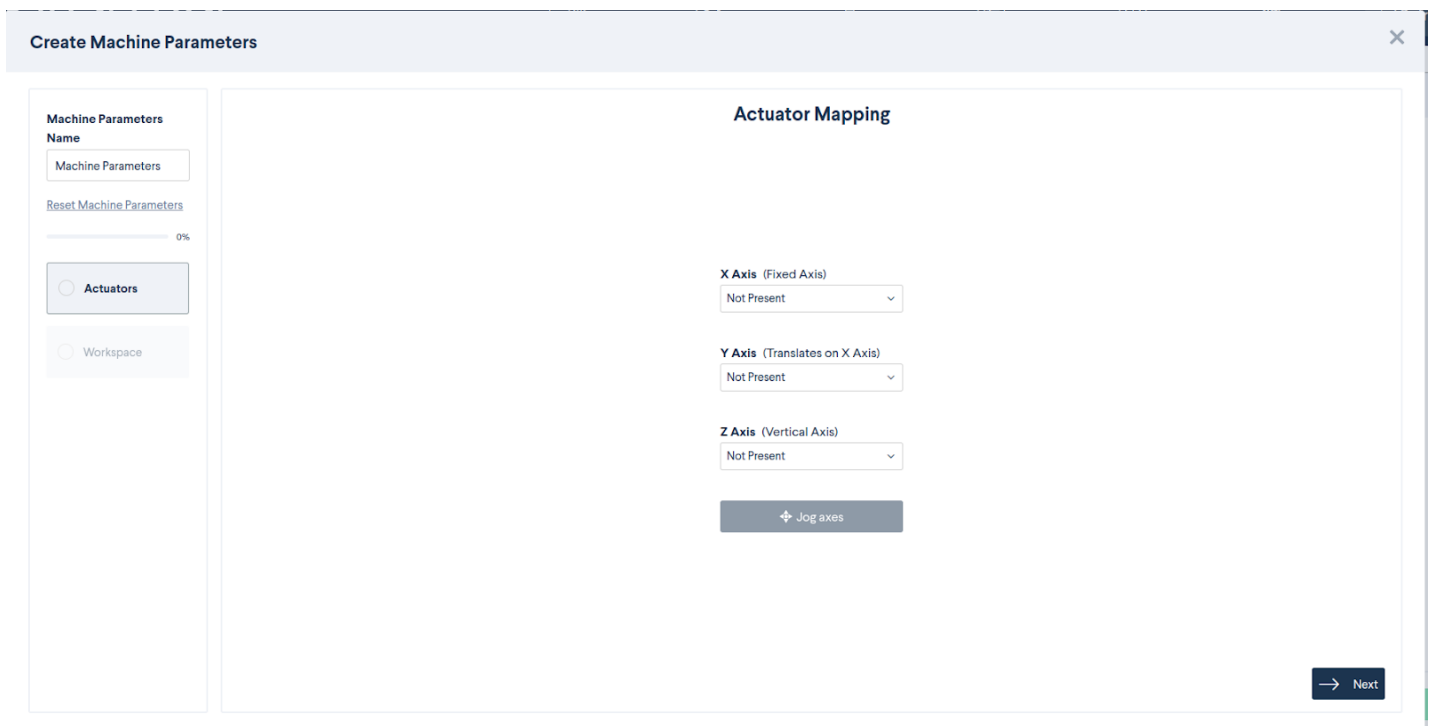 Create Machine Parameters
Machine Parameters
Name
Machine Parameters
Reset Machine Parameters
0%
Actuators
Workspace
Actuator Mapping
X Axis (Fixed Axis)
Not Present
Y Axis (Translates on X Axis)
Not Present
Z Axis (Vertical Axis)
Not Present
Jog axes
Next